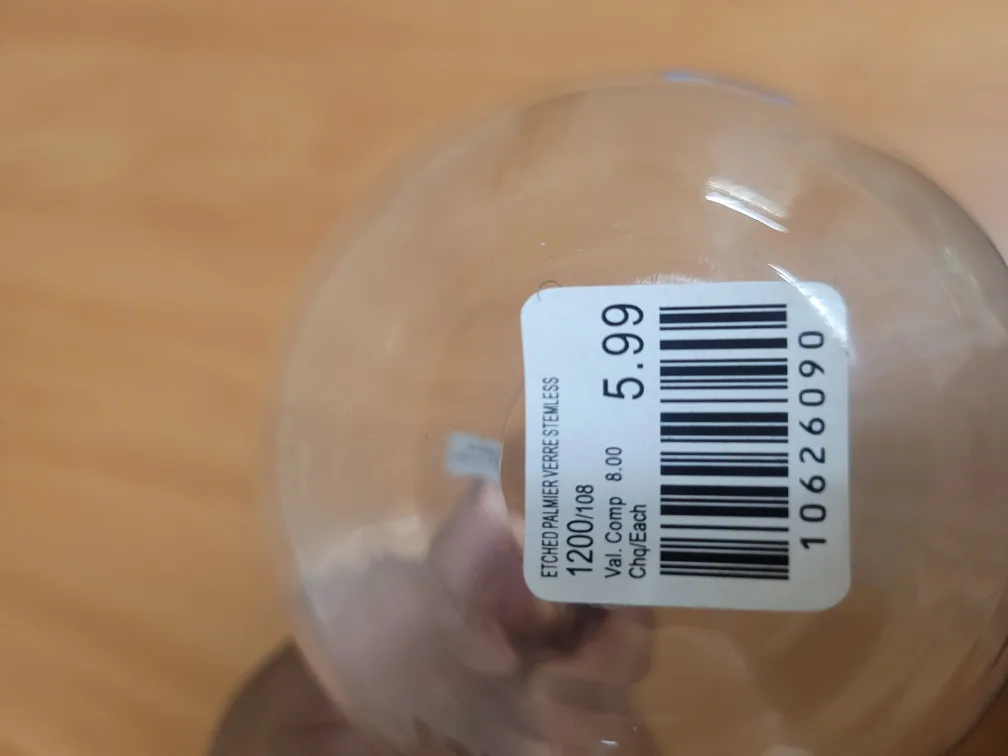 ETCHED PALMIER VERRE STEMLESS
1200/108
Val. Comp 8.00
Chq/Each 5.99
10626090